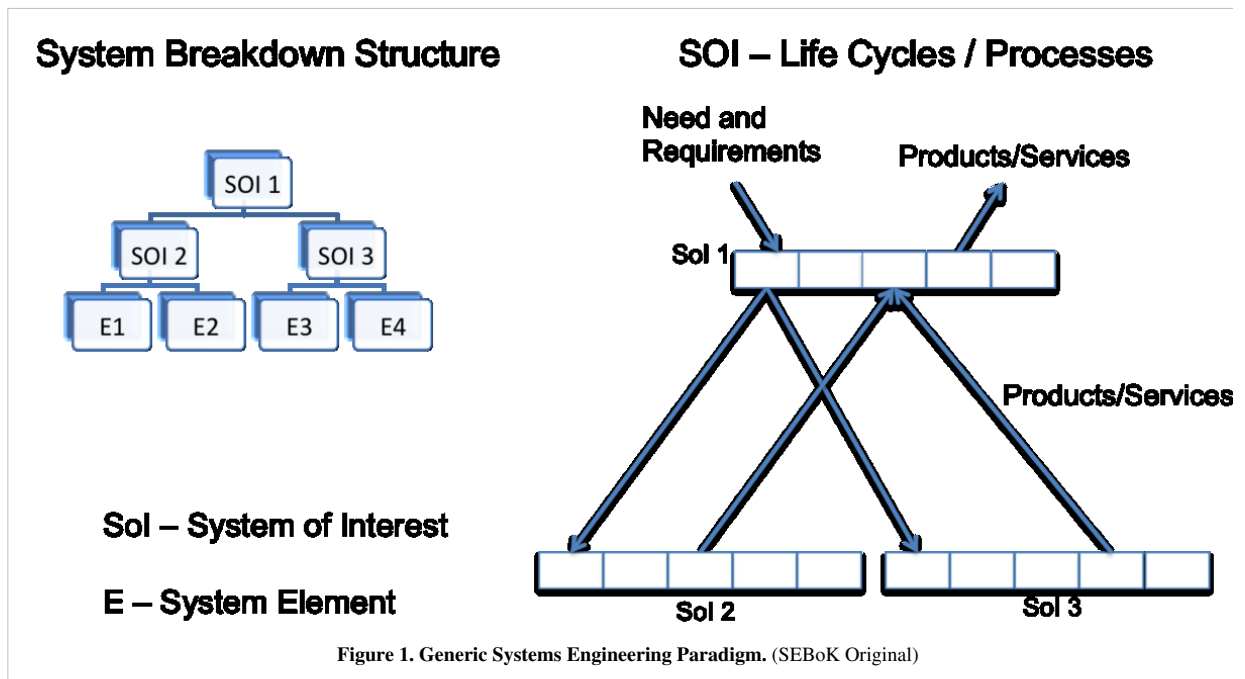 System Breakdown Structure
SOI 1
SOI 2
SOI 3
E1
E2
E3
E4
SoI – System of Interest
E – System Element
SOI – Life Cycles / Processes
Need and
Requirements
Products/Services
SoI 1
Products/Services
SoI 2
SoI 3
Figure 1. Generic Systems Engineering Paradigm. (SEBoK Original)